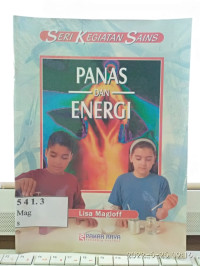 SERI KEGIATAN SAINS
PANAS
DAN
ENERGI
541.3
Mag
s
Lisa Magloff